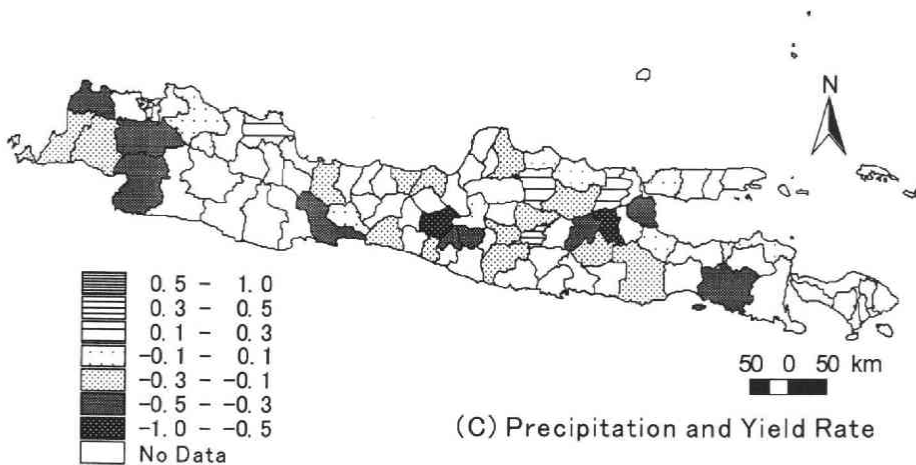 N
0.5 - 1.0
0.3 - 0.5
0.1 - 0.3
-0.1 - 0.1
-0.3 - -0.1
-0.5 - -0.3
-1.0 - -0.5
No Data
50 0 50 km
(C) Precipitation and Yield Rate